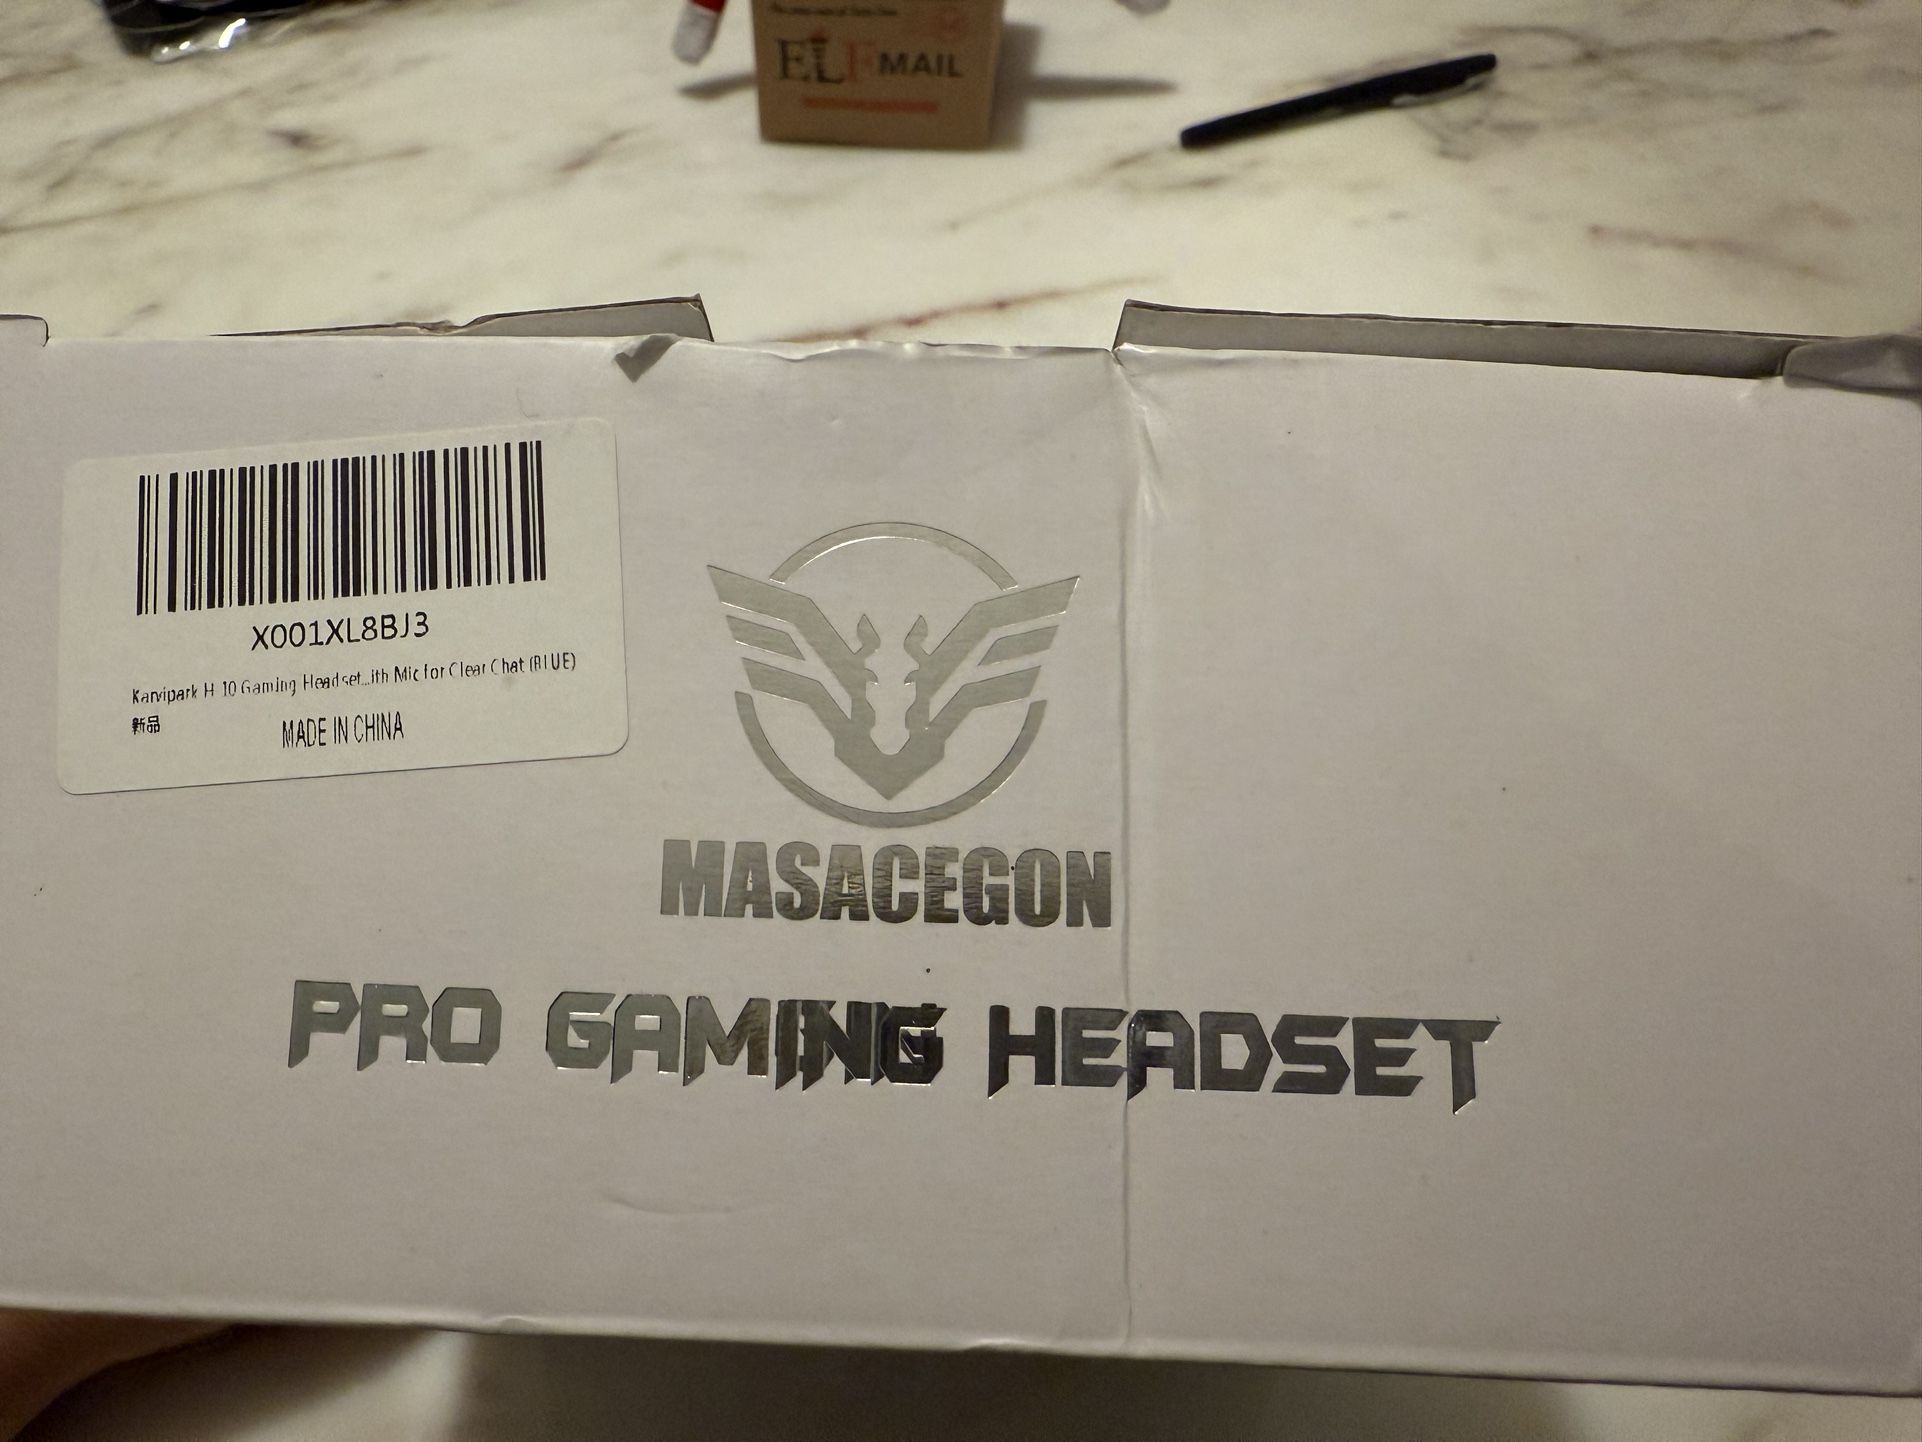 ELF MAIL
X001XL8BJ3
Karvipark H-10 Gaming Headset...ith Mic for Clear Chat (BLUE)
新品
MADE IN CHINA
MASACEGON
PRO GAMING HEADSET